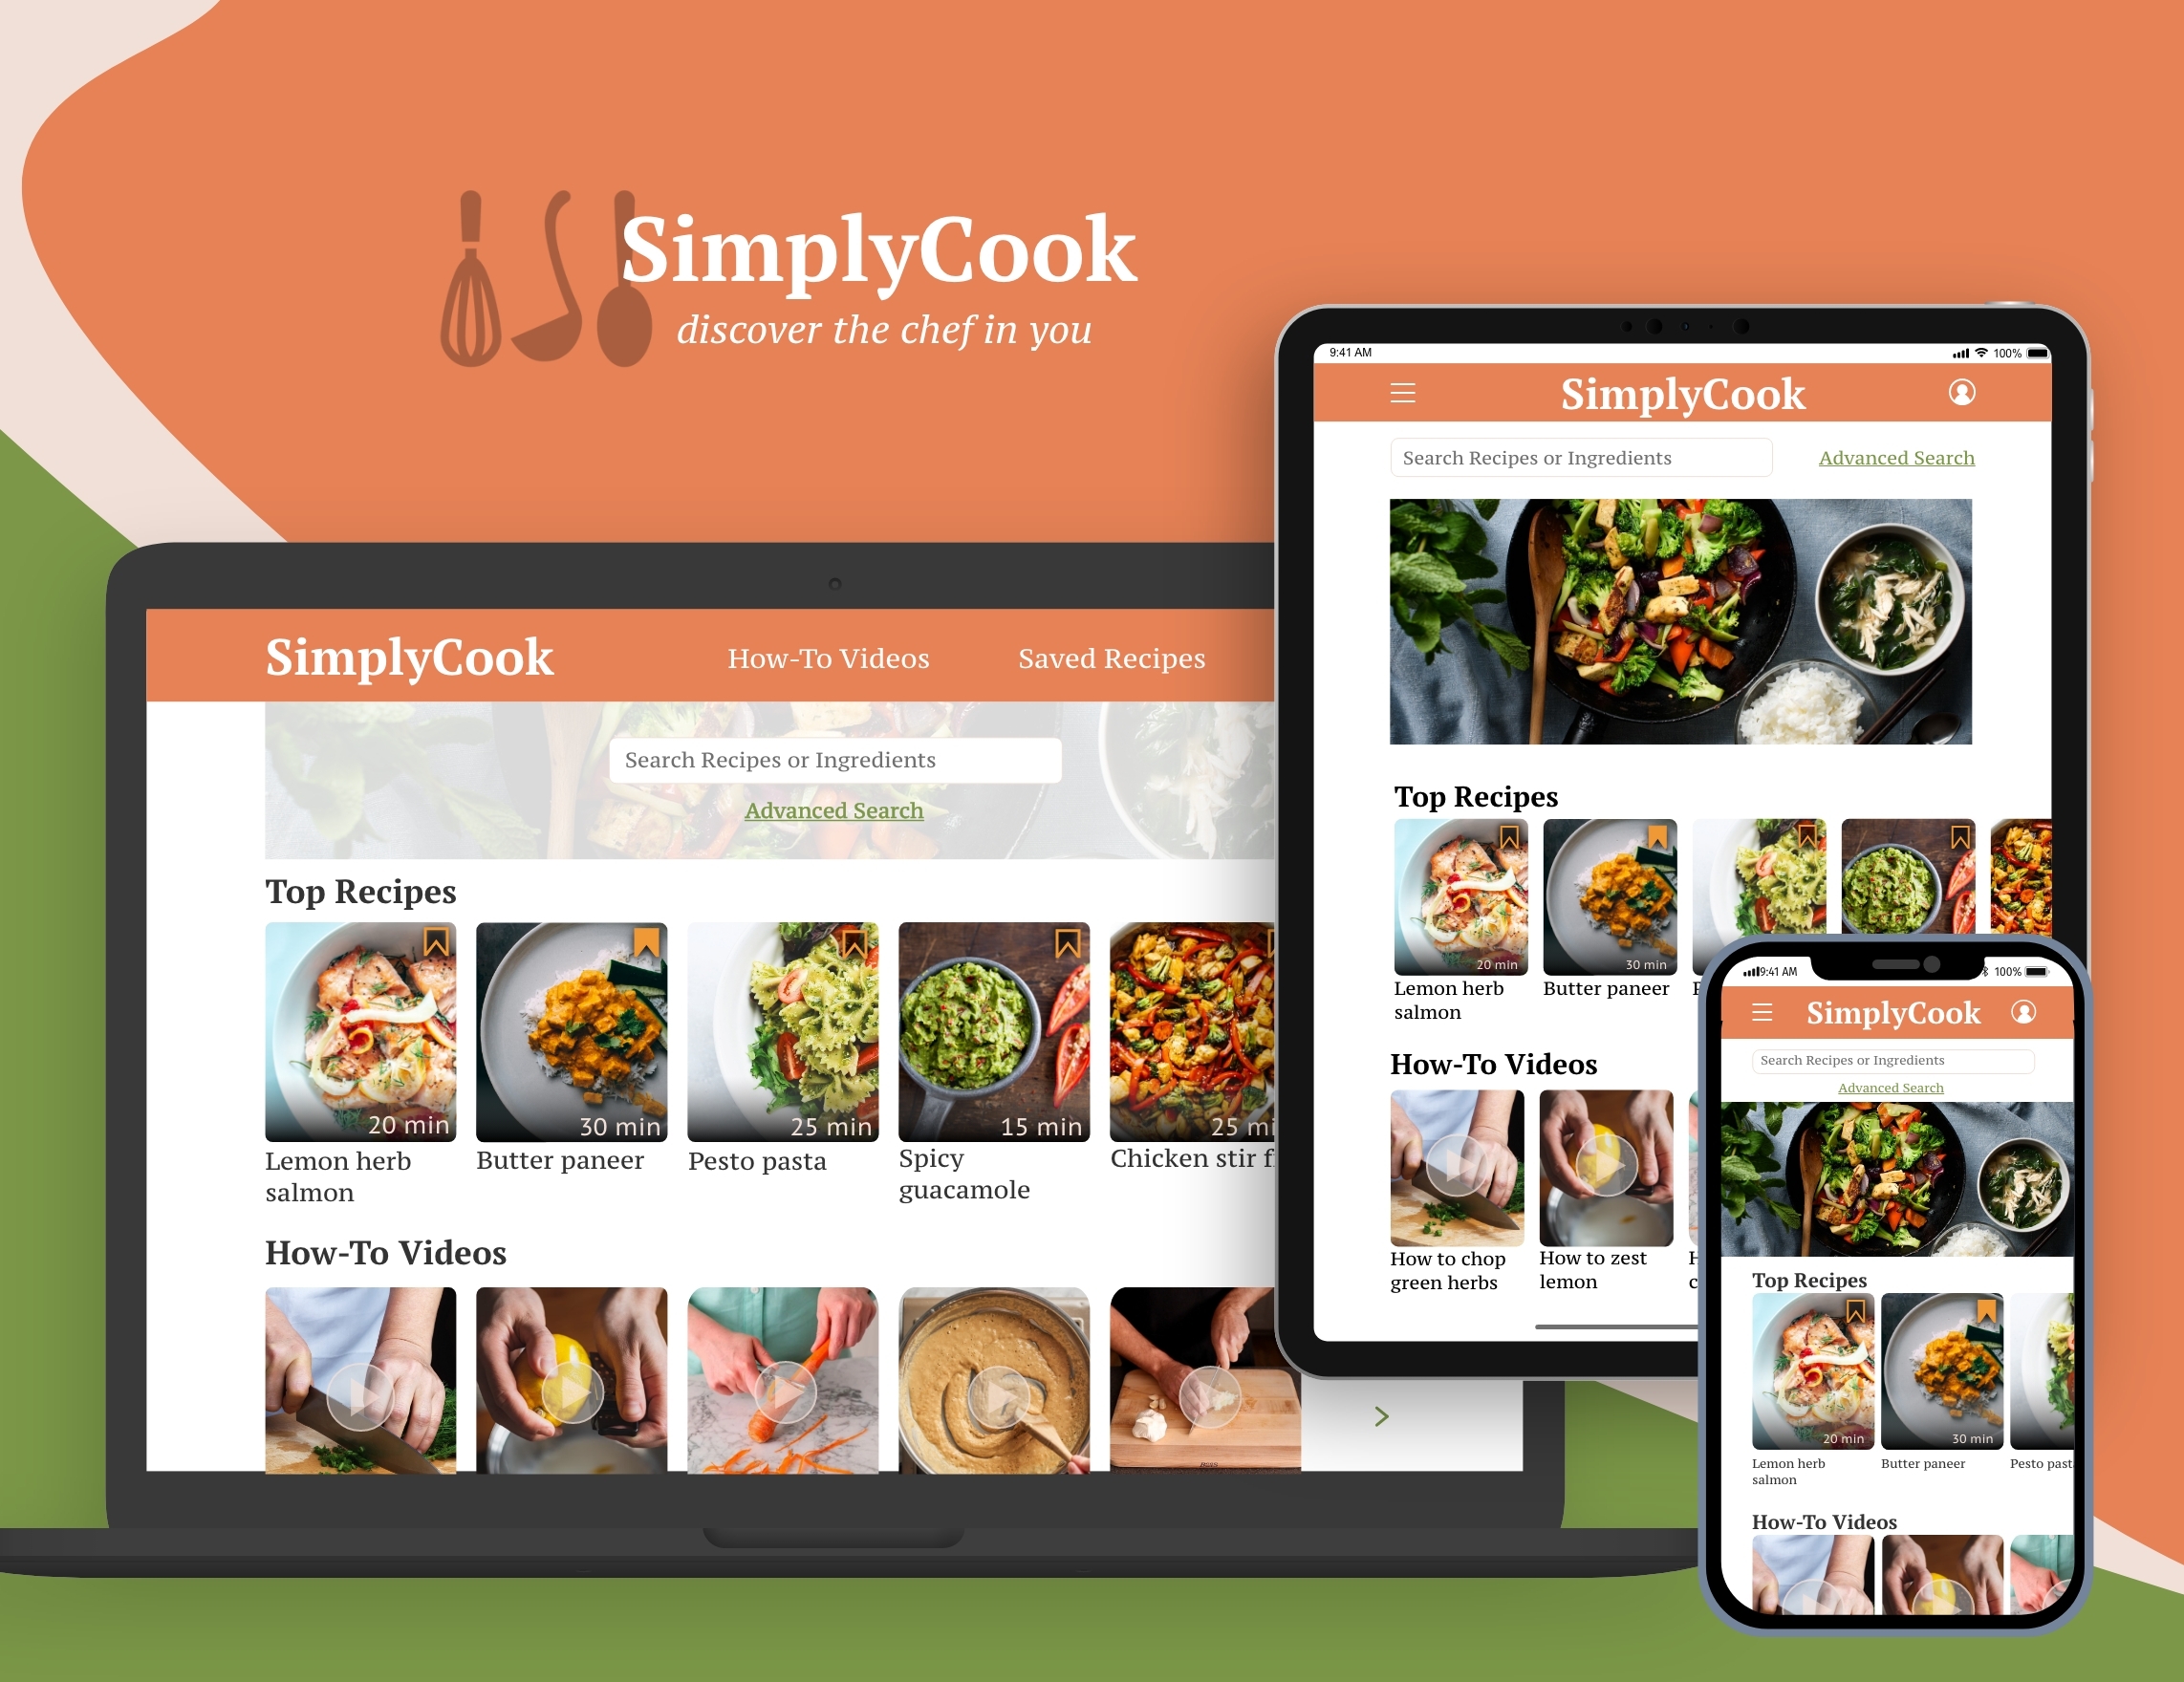 SimplyCook
discover the chef in you
SimplyCook
How-To Videos
Saved Recipes
Search Recipes or Ingredients
Advanced Search
Top Recipes
20 min
30 min
25 min
15 min
25 mi
Lemon herb
salmon
Butter paneer
Pesto pasta
Spicy
guacamole
Chicken stir f
How-To Videos
9:41 AM
100%
SimplyCook
Search Recipes or Ingredients
Advanced Search
Top Recipes
20 min
30 min
Lemon herb
salmon
Butter paneer
How-To Videos
How to chop
green herbs
How to zest
lemon
9:41 AM
100%
SimplyCook
Search Recipes or Ingredients
Advanced Search
Top Recipes
20 min
30 min
Lemon herb
salmon
Butter paneer
Pesto past
How-To Videos